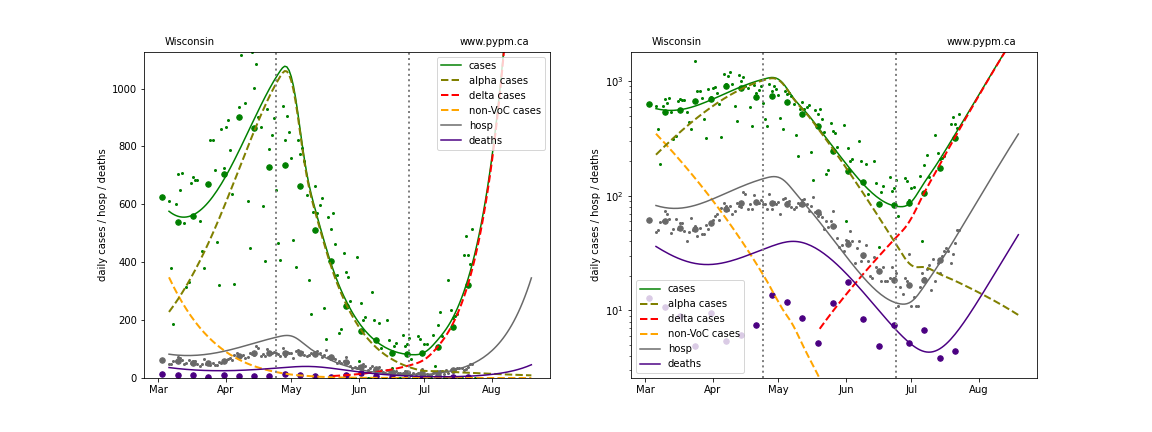 Wisconsin www.pypm.ca
1000
800
600
400
200
0
daily cases / hosp / deaths
Mar Apr May Jun Jul Aug
cases
alpha cases
delta cases
non-VoC cases
hosp
deaths
Wisconsin www.pypm.ca
10³
10²
10¹
daily cases / hosp / deaths
Mar Apr May Jun Jul Aug
cases
alpha cases
delta cases
non-VoC cases
hosp
deaths